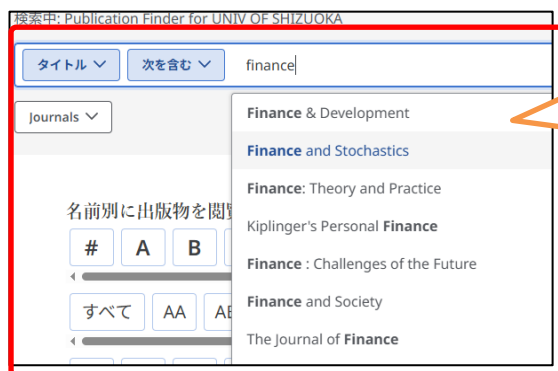 検索中: Publication Finder for UNIV OF SHIZUOKA
タイトル 次を含む finance
Journals
Finance & Development
Finance and Stochastics
Finance: Theory and Practice
Kiplinger's Personal Finance
Finance : Challenges of the Future
Finance and Society
The Journal of Finance
名前別に出版物を閲
# A B
すべて AA